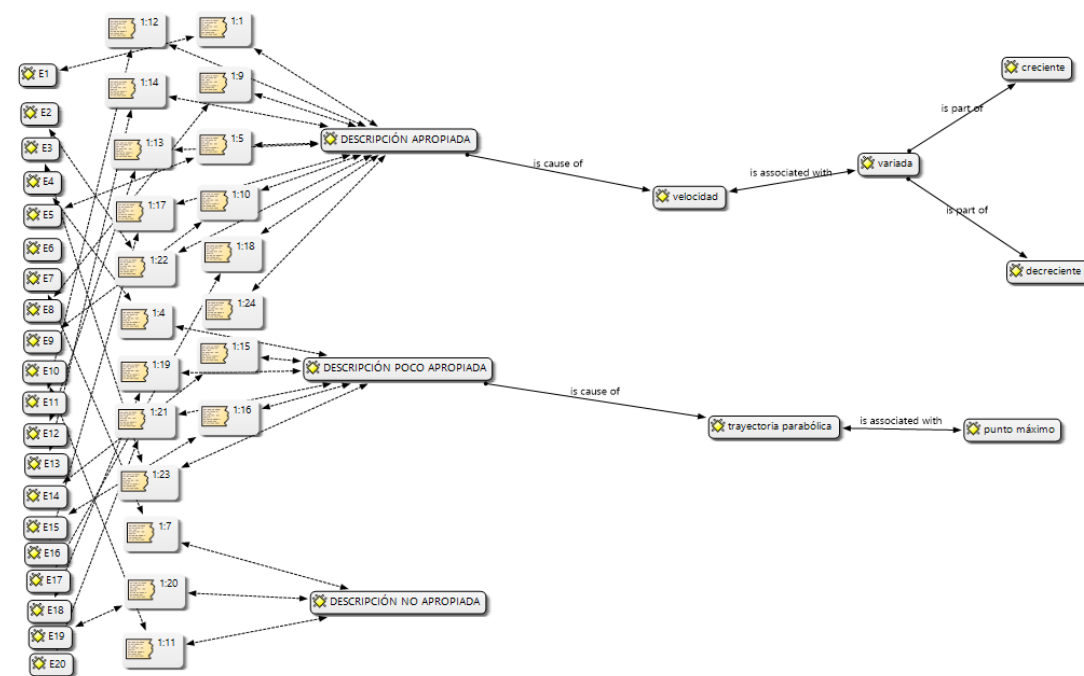 E1
E2
E3
E4
E5
E6
E7
E8
E9
E10
E11
E12
E13
E14
E15
E16
E17
E18
E19
E20
1:12
1:1
1:14
1:9
1:13
1:5
1:17
1:10
1:22
1:18
1:4
1:24
1:19
1:15
1:21
1:16
1:23
1:7
1:20
1:11
DESCRIPCIÓN APROPIADA
is cause of
velocidad
is associated with
variada
is part of
creciente
is part of
decreciente
DESCRIPCIÓN POCO APROPIADA
is cause of
trayectoria parabólica
is associated with
punto máximo
DESCRIPCIÓN NO APROPIADA